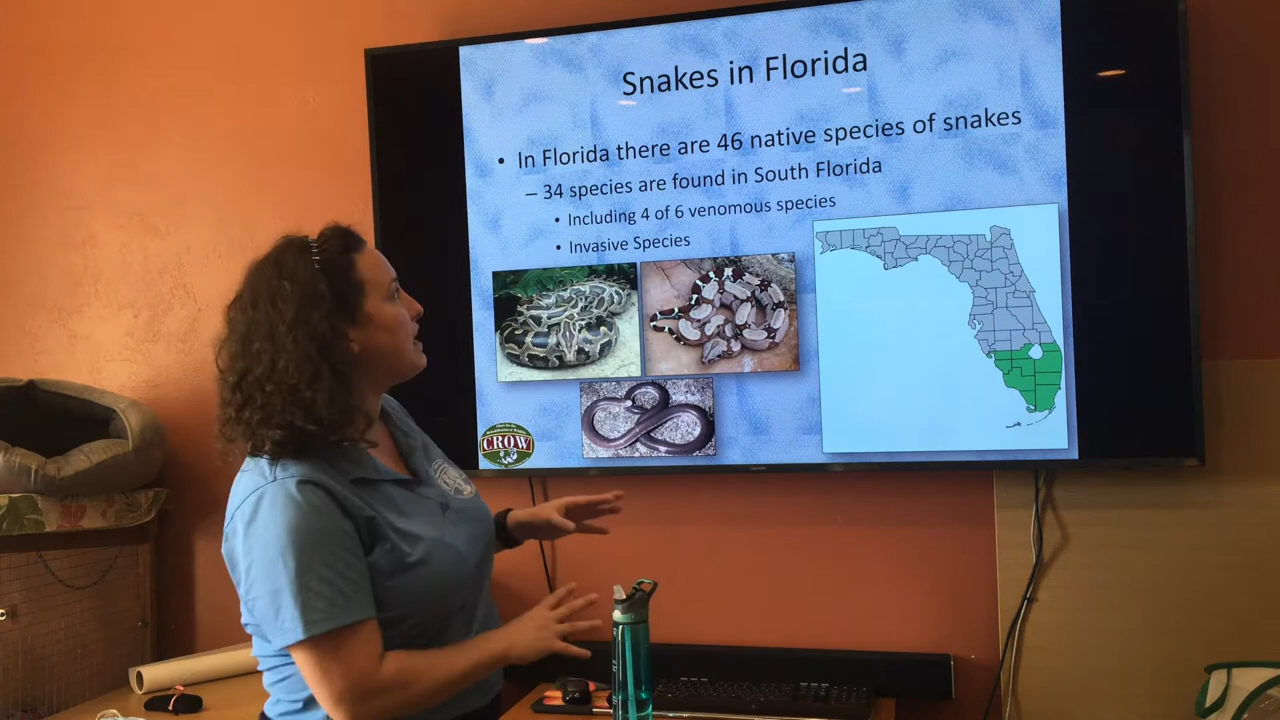 Snakes in Florida
• In Florida there are 46 native species of snakes
– 34 species are found in South Florida
• Including 4 of 6 venomous species
• Invasive Species
CROW